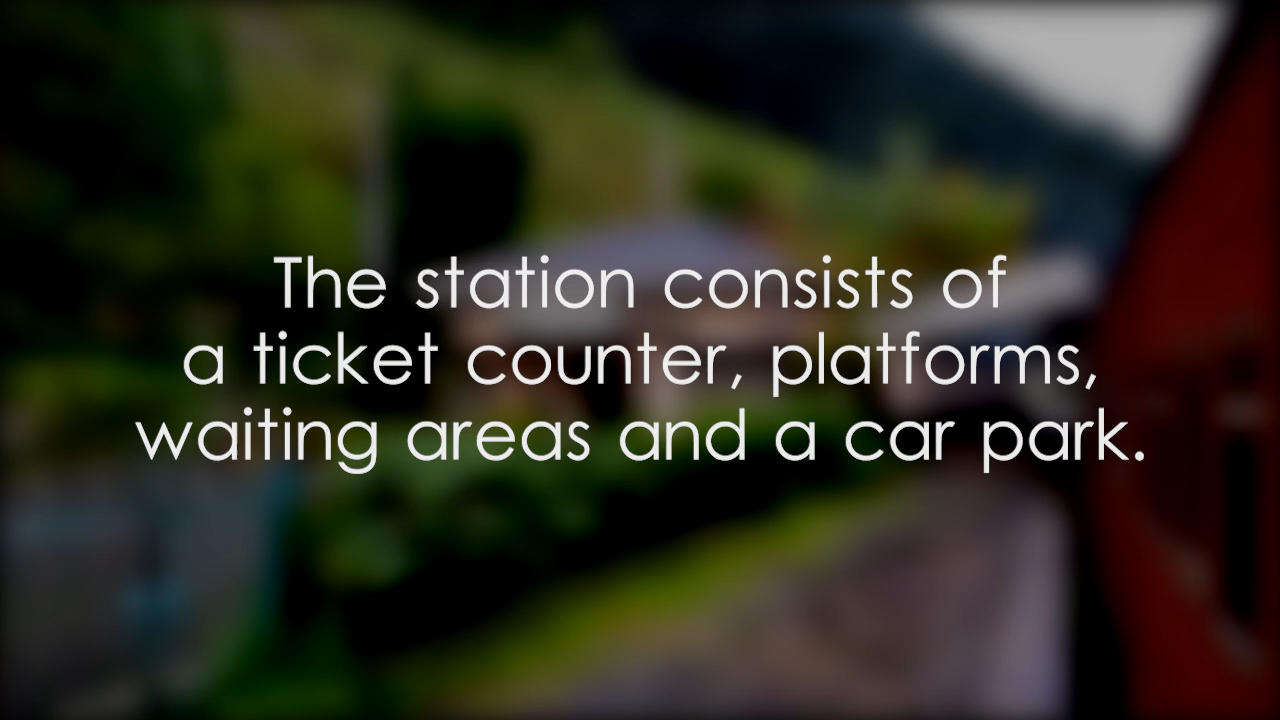 The station consists of
a ticket counter, platforms,
waiting areas and a car park.